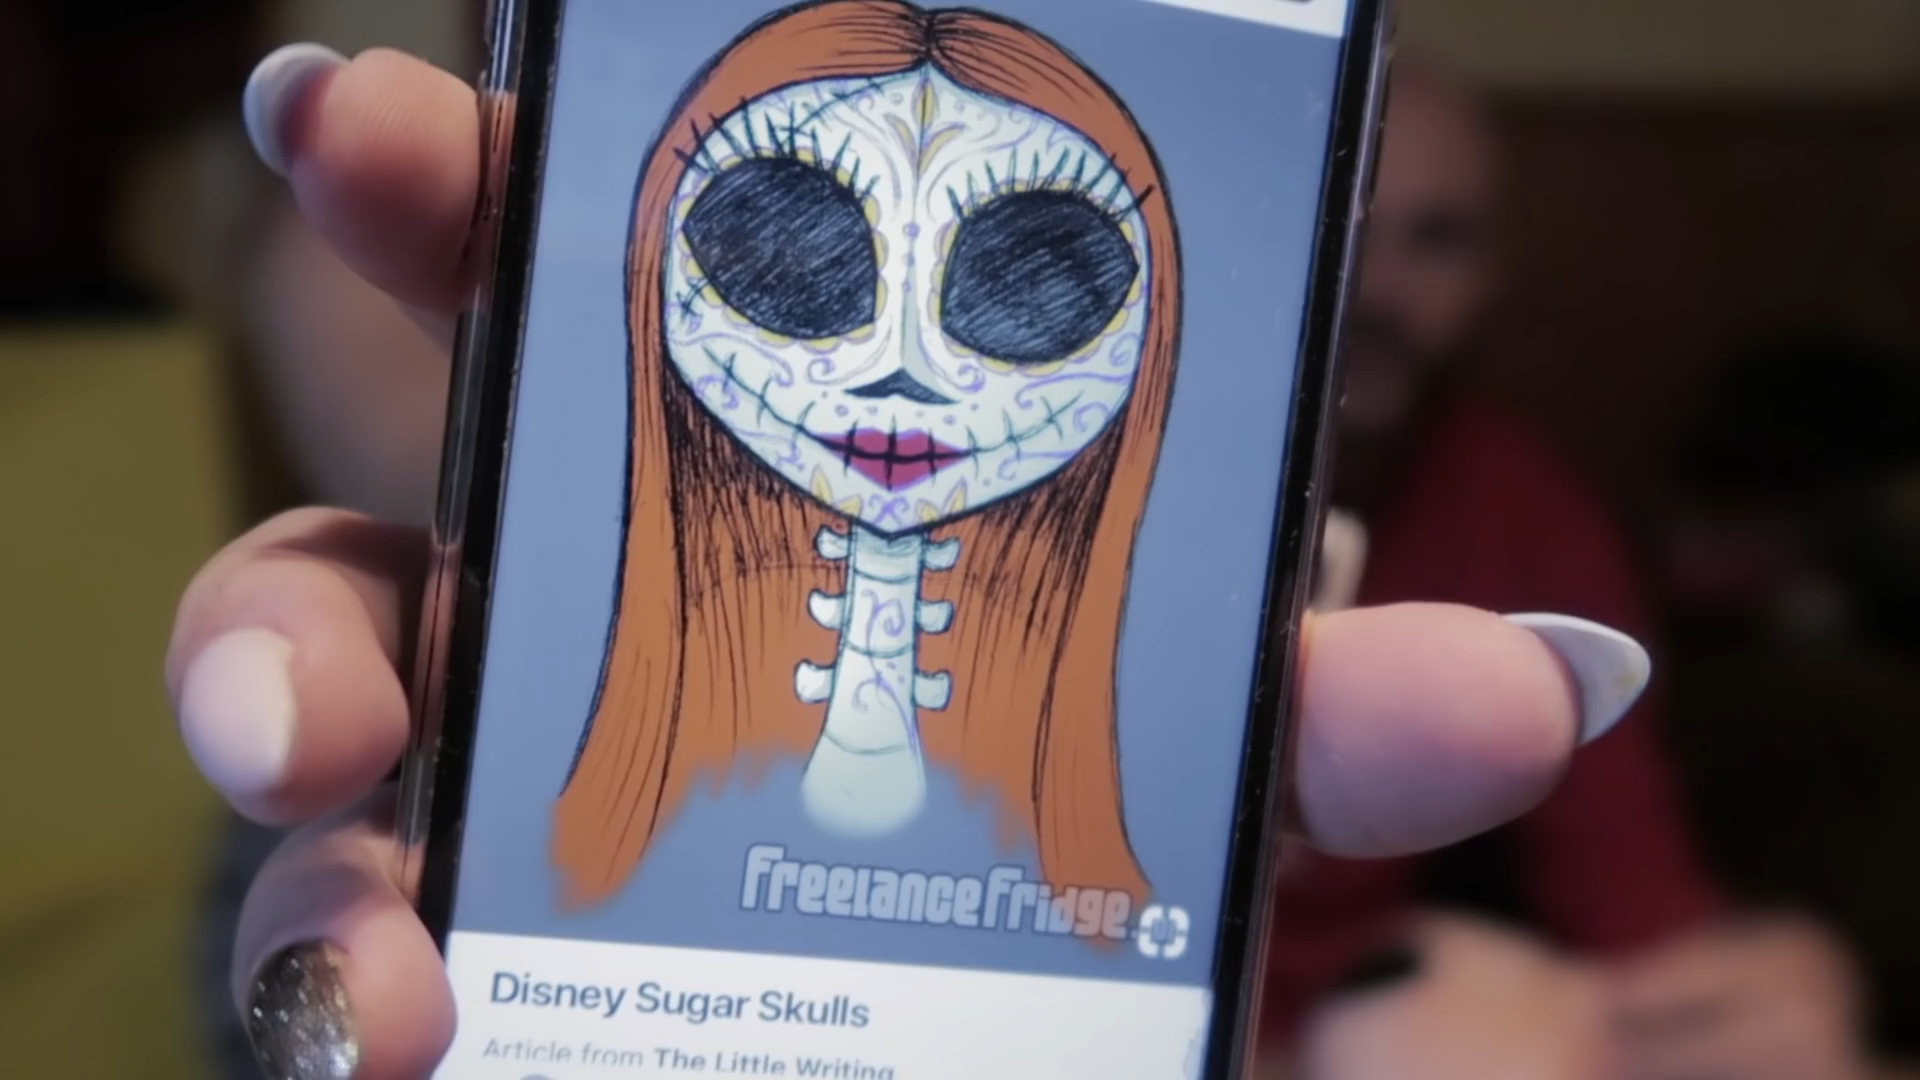 FreelanceFridge
Disney Sugar Skulls
Article from The Little Writing